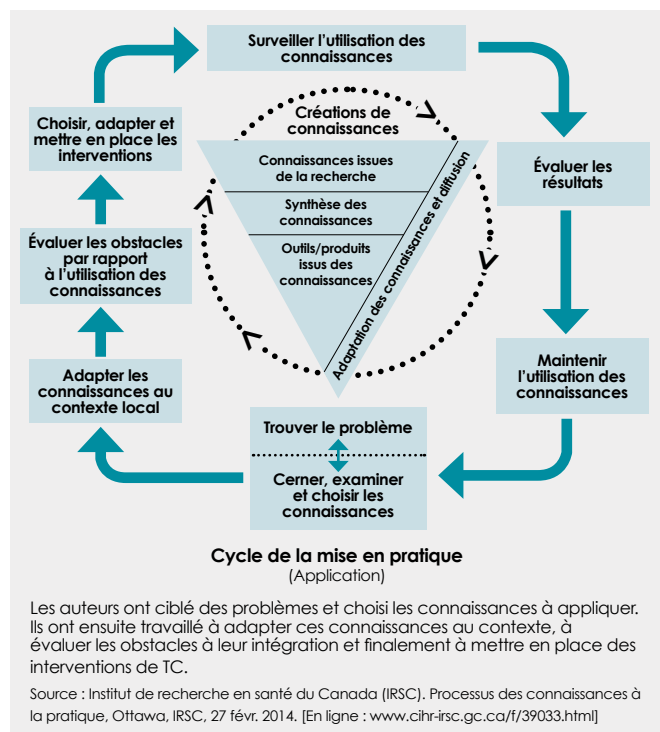 Surveiller l'utilisation des
connaissances
Créations de
connaissances
Choisir, adapter et
mettre en place les
interventions
Connaissances issues
de la recherche
Adaptation des connaissances et diffusion
Évaluer les
résultats
Synthèse des
connaissances
Évaluer les obstacles
par rapport
à l'utilisation des
connaissances
Outils/produits
issus des
connaissances
Adapter les
connaissances au
contexte local
Maintenir
l'utilisation des
connaissances
Trouver le problème
Cerner, examiner
et choisir les
connaissances
Cycle de la mise en pratique
(Application)
Les auteurs ont ciblé des problèmes et choisi les connaissances à appliquer.
Ils ont ensuite travaillé à adapter ces connaissances au contexte, à
évaluer les obstacles à leur intégration et finalement à mettre en place des
interventions de TC.
Source : Institut de recherche en santé du Canada (IRSC). Processus des connaissances à
la pratique, Ottawa, IRSC, 27 févr. 2014. [En ligne : www.cihr-irsc.gc.ca/f/39033.html]